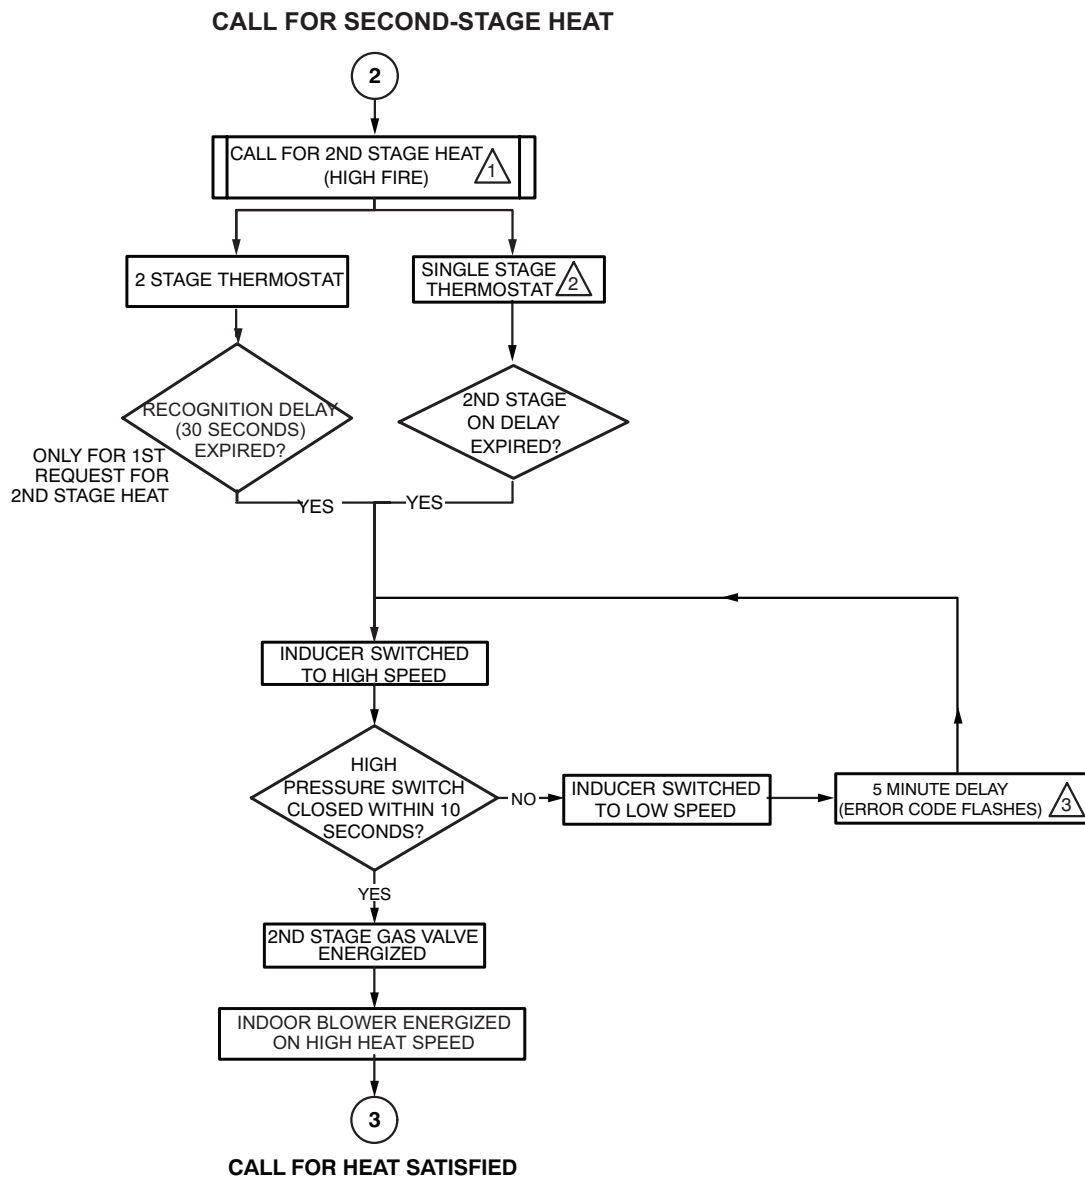 CALL FOR SECOND-STAGE HEAT
2
CALL FOR 2ND STAGE HEAT
(HIGH FIRE)
1
2 STAGE THERMOSTAT
SINGLE STAGE
THERMOSTAT
2
RECOGNITION DELAY
(30 SECONDS)
EXPIRED?
2ND STAGE
ON DELAY
EXPIRED?
ONLY FOR 1ST
REQUEST FOR
2ND STAGE HEAT
YES
YES
INDUCER SWITCHED
TO HIGH SPEED
HIGH
PRESSURE SWITCH
CLOSED WITHIN 10
SECONDS?
NO
INDUCER SWITCHED
TO LOW SPEED
5 MINUTE DELAY
(ERROR CODE FLASHES)
3
YES
2ND STAGE GAS VALVE
ENERGIZED
INDOOR BLOWER ENERGIZED
ON HIGH HEAT SPEED
3
CALL FOR HEAT SATISFIED